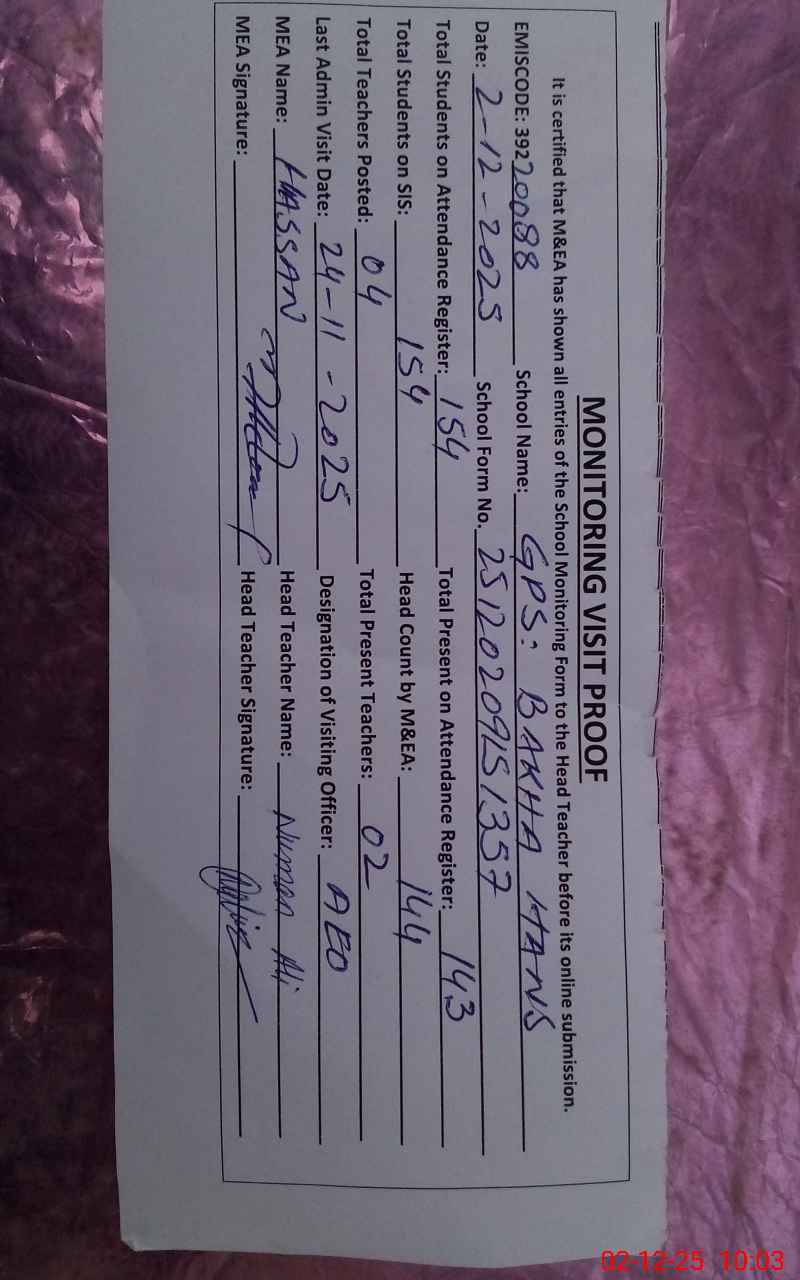 MONITORING VISIT PROOF
It is certified that M&EA has shown all entries of the School Monitoring Form to the Head Teacher before its online submission.
EMISCODE: 39220088 School Name: GPS: BAKHA HANS
Date: 2-12-2025 School Form No. 25120209151357
Total Students on Attendance Register: 154 Total Present on Attendance Register: 143
Total Students on SIS: 154 Head Count by M&EA: 144
Total Teachers Posted: 04 Total Present Teachers: 02
Last Admin Visit Date: 24-11-2025 Designation of Visiting Officer: AEO
MEA Name: HASSAN Head Teacher Name: Numan Ali
MEA Signature: Head Teacher Signature:
02-12-25 10:03